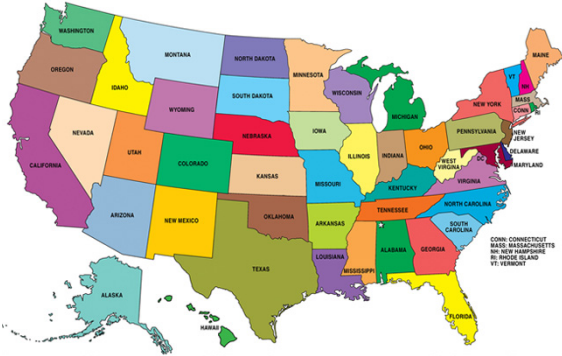 WASHINGTON
OREGON
CALIFORNIA
NEVADA
IDAHO
MONTANA
WYOMING
UTAH
ARIZONA
COLORADO
NEW MEXICO
NORTH DAKOTA
SOUTH DAKOTA
NEBRASKA
KANSAS
OKLAHOMA
TEXAS
MINNESOTA
IOWA
MISSOURI
ARKANSAS
LOUISIANA
WISCONSIN
ILLINOIS
MICHIGAN
INDIANA
OHIO
KENTUCKY
TENNESSEE
MISSISSIPPI
ALABAMA
GEORGIA
FLORIDA
SOUTH
CAROLINA
NORTH CAROLINA
VIRGINIA
WEST
VIRGINIA
PENNSYLVANIA
NEW YORK
VT
NH
MAINE
MASS
CONN
RI
NEW
JERSEY
DELAWARE
MARYLAND
DC
ALASKA
HAWAII
CONN: CONNECTICUT
MASS: MASSACHUSETTS
NH: NEW HAMPSHIRE
RI: RHODE ISLAND
VT: VERMONT